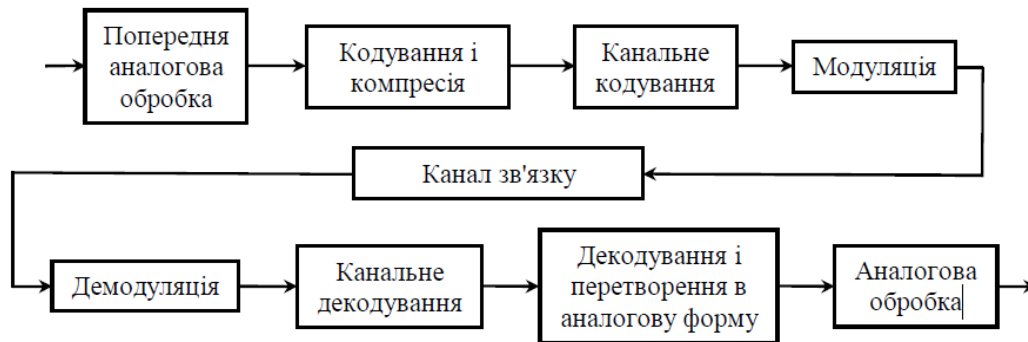 Попередня
аналогова
обробка
Кодування і
компресія
Канальне
кодування
Модуляція
Канал зв'язку
Демодуляція
Канальне
декодування
Декодування і
перетворення в
аналогову форму
Аналогова
обробка